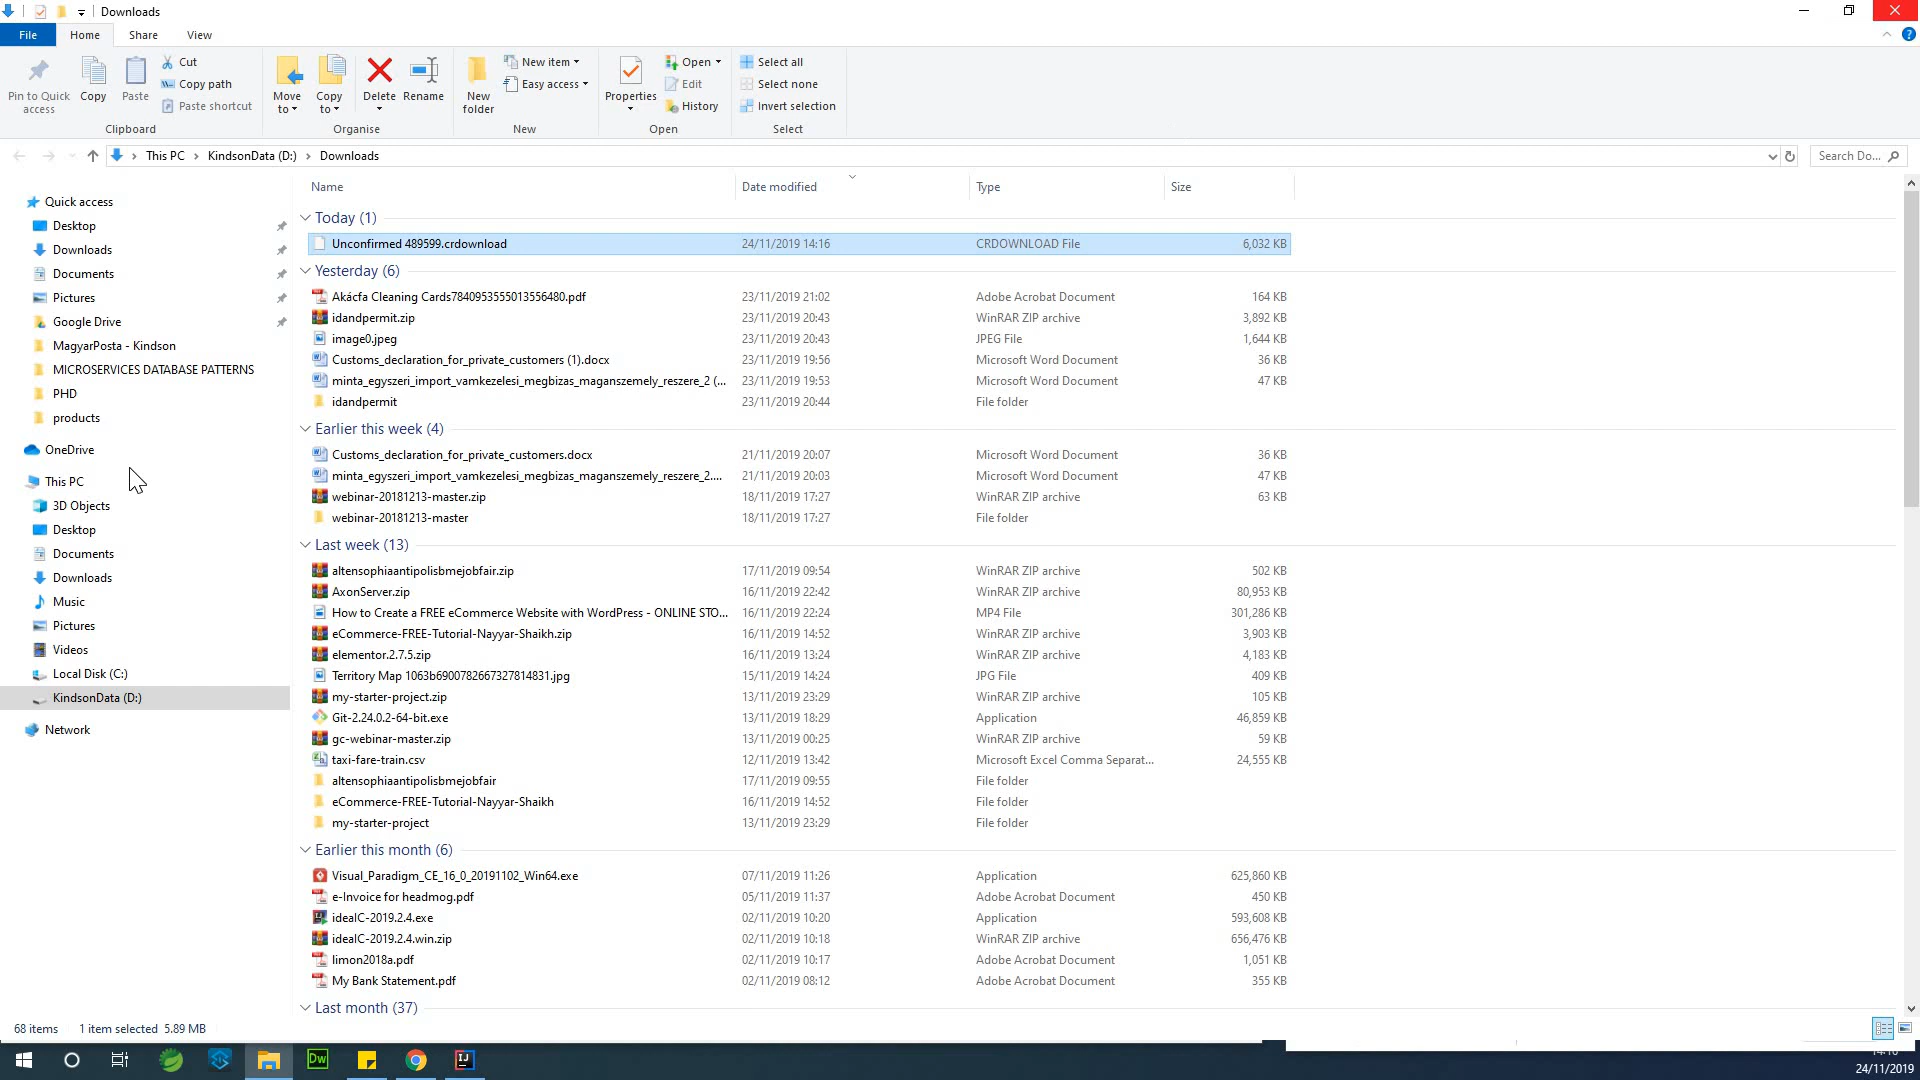 Downloads
File Home Share View
Pin to Quick access
Copy
Paste
Cut
Copy path
Paste shortcut
Clipboard
Move to
Copy to
Delete
Rename
Organise
New folder
New item
Easy access
New
Properties
Open
Edit
History
Open
Select all
Select none
Invert selection
Select
This PC › KindsonData (D:) › Downloads
Search Do...
Quick access
Desktop
Downloads
Documents
Pictures
Google Drive
MagyarPosta - Kindson
MICROSERVICES DATABASE PATTERNS
PHD
products
OneDrive
This PC
3D Objects
Desktop
Documents
Downloads
Music
Pictures
Videos
Local Disk (C:)
KindsonData (D:)
Network
Name Date modified Type Size
Today (1)
Unconfirmed 489599.crdownload 24/11/2019 14:16 CRDOWNLOAD File 6,032 KB
Yesterday (6)
Akácfa Cleaning Cards7840953555013556480.pdf 23/11/2019 21:02 Adobe Acrobat Document 164 KB
idandpermit.zip 23/11/2019 20:43 WinRAR ZIP archive 3,892 KB
image0.jpeg 23/11/2019 20:43 JPEG File 1,644 KB
Customs_declaration_for_private_customers (1).docx 23/11/2019 19:56 Microsoft Word Document 36 KB
minta_egyszeri_import_vamkezelesi_megbizas_maganszemely_reszere_2 (... 23/11/2019 19:53 Microsoft Word Document 47 KB
idandpermit 23/11/2019 20:44 File folder
Earlier this week (4)
Customs_declaration_for_private_customers.docx 21/11/2019 20:07 Microsoft Word Document 36 KB
minta_egyszeri_import_vamkezelesi_megbizas_maganszemely_reszere_2.... 21/11/2019 20:03 Microsoft Word Document 47 KB
webinar-20181213-master.zip 18/11/2019 17:27 WinRAR ZIP archive 63 KB
webinar-20181213-master 18/11/2019 17:27 File folder
Last week (13)
altensophiaantipolisbmejobfair.zip 17/11/2019 09:54 WinRAR ZIP archive 502 KB
AxonServer.zip 16/11/2019 22:42 WinRAR ZIP archive 80,953 KB
How to Create a FREE eCommerce Website with WordPress - ONLINE STO... 16/11/2019 22:24 MP4 File 301,286 KB
eCommerce-FREE-Tutorial-Nayyar-Shaikh.zip 16/11/2019 14:52 WinRAR ZIP archive 3,903 KB
elementor.2.7.5.zip 16/11/2019 13:24 WinRAR ZIP archive 4,183 KB
Territory Map 1063b6900782667327814831.jpg 15/11/2019 14:24 JPG File 409 KB
my-starter-project.zip 13/11/2019 23:29 WinRAR ZIP archive 105 KB
Git-2.24.0.2-64-bit.exe 13/11/2019 18:29 Application 46,859 KB
gc-webinar-master.zip 13/11/2019 00:25 WinRAR ZIP archive 59 KB
taxi-fare-train.csv 12/11/2019 13:42 Microsoft Excel Comma Separat... 24,555 KB
altensophiaantipolisbmejobfair 17/11/2019 09:55 File folder
eCommerce-FREE-Tutorial-Nayyar-Shaikh 16/11/2019 14:52 File folder
my-starter-project 13/11/2019 23:29 File folder
Earlier this month (6)
Visual_Paradigm_CE_16_0_20191102_Win64.exe 07/11/2019 11:26 Application 625,860 KB
e-Invoice for headmog.pdf 05/11/2019 11:37 Adobe Acrobat Document 450 KB
ideaIC-2019.2.4.exe 02/11/2019 10:20 Application 593,608 KB
ideaIC-2019.2.4.win.zip 02/11/2019 10:18 WinRAR ZIP archive 656,476 KB
limon2018a.pdf 02/11/2019 10:17 Adobe Acrobat Document 1,051 KB
My Bank Statement.pdf 02/11/2019 08:12 Adobe Acrobat Document 355 KB
Last month (37)
68 items 1 item selected 5.89 MB
Dw
IJ
24/11/2019